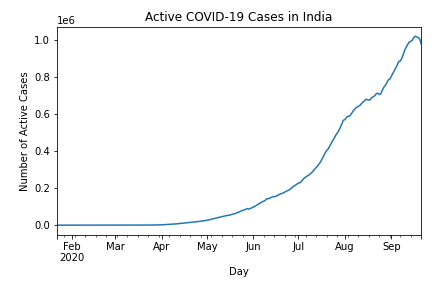 Active COVID-19 Cases in India
1e6
1.0
0.8
0.6
0.4
0.2
0.0
Number of Active Cases
Feb Mar Apr May Jun Jul Aug Sep
2020
Day